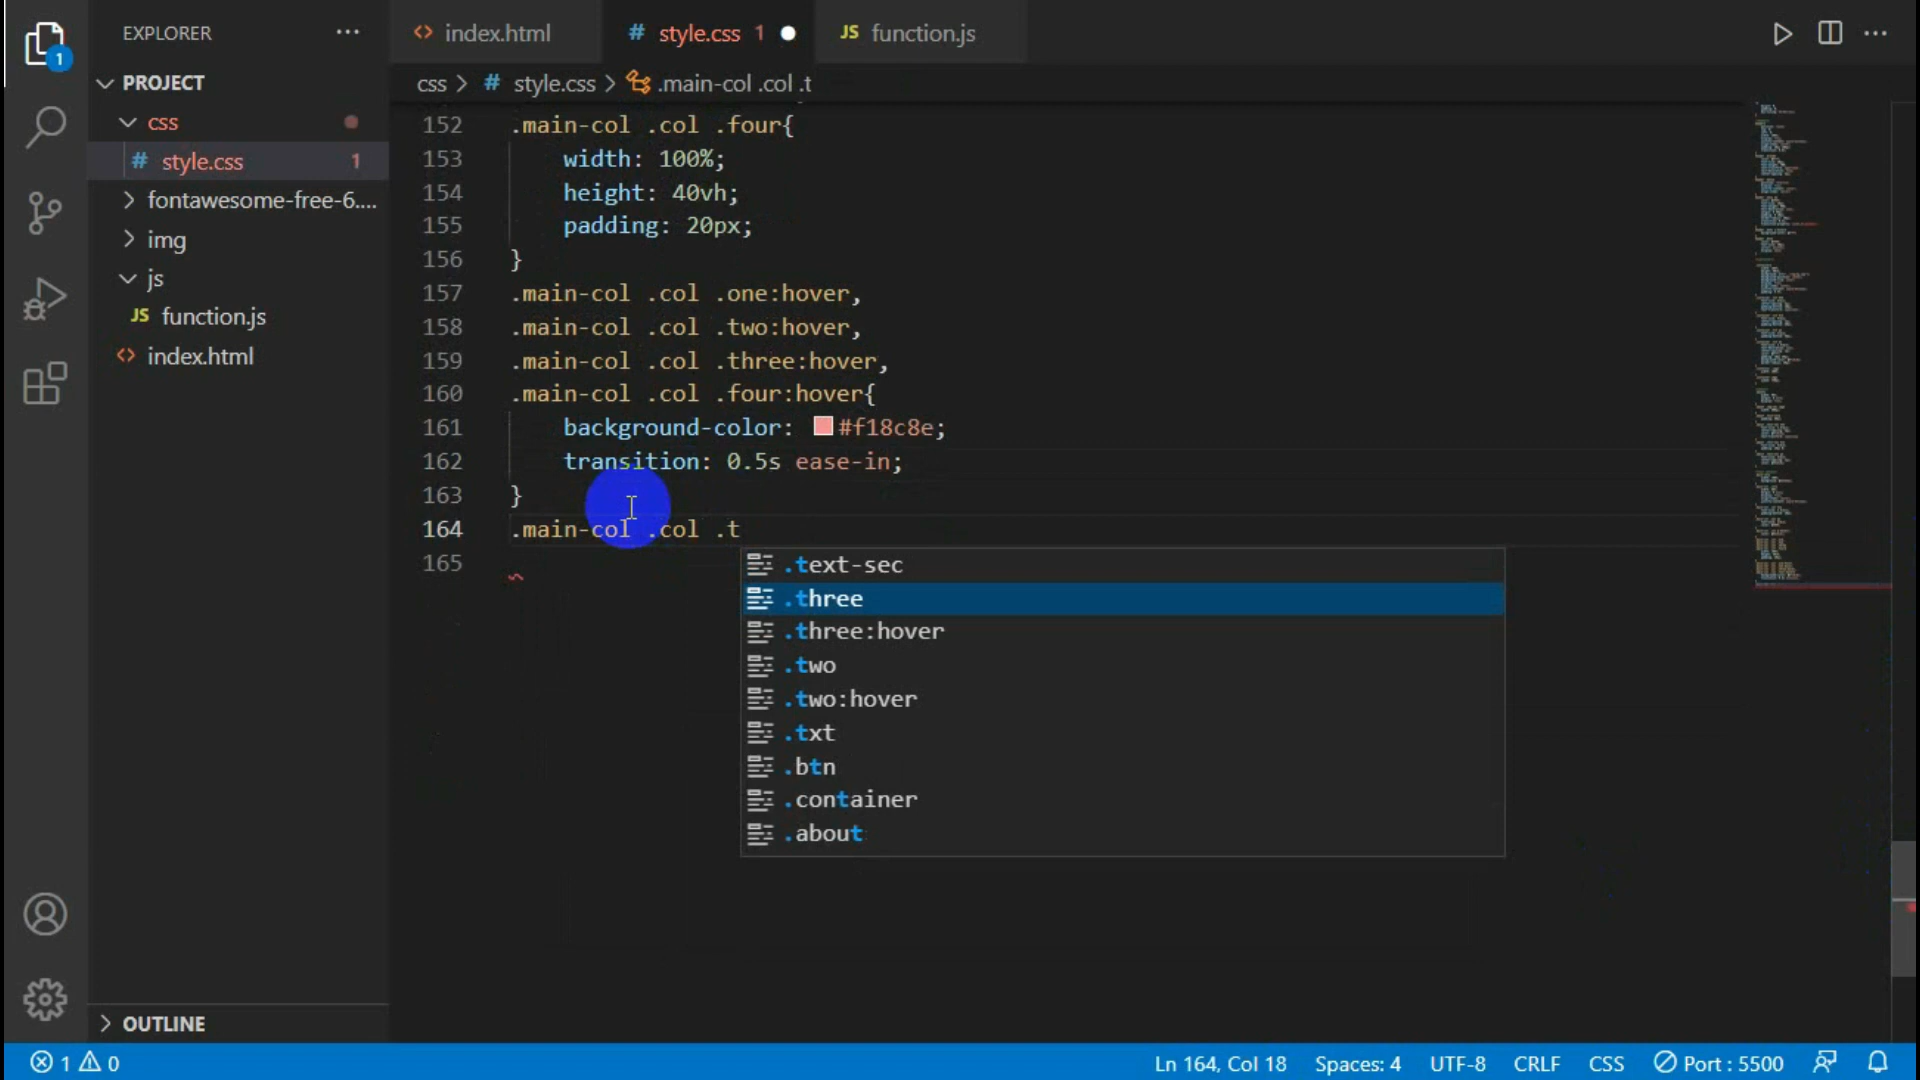 EXPLORER ...
index.html
# style.css 1
JS function.js
1
PROJECT
css > # style.css > .main-col .col .t
css
# style.css 1
fontawesome-free-6....
img
js
JS function.js
index.html
152 .main-col .col .four{
153 width: 100%;
154 height: 40vh;
155 padding: 20px;
156 }
157 .main-col .col .one:hover,
158 .main-col .col .two:hover,
159 .main-col .col .three:hover,
160 .main-col .col .four:hover{
161 background-color: #f18c8e;
162 transition: 0.5s ease-in;
163 }
164 .main-col .col .t
165
.text-sec
.three
.three:hover
.two
.two:hover
.txt
.btn
.container
.about
OUTLINE
1 0 Ln 164, Col 18 Spaces: 4 UTF-8 CRLF CSS Port : 5500